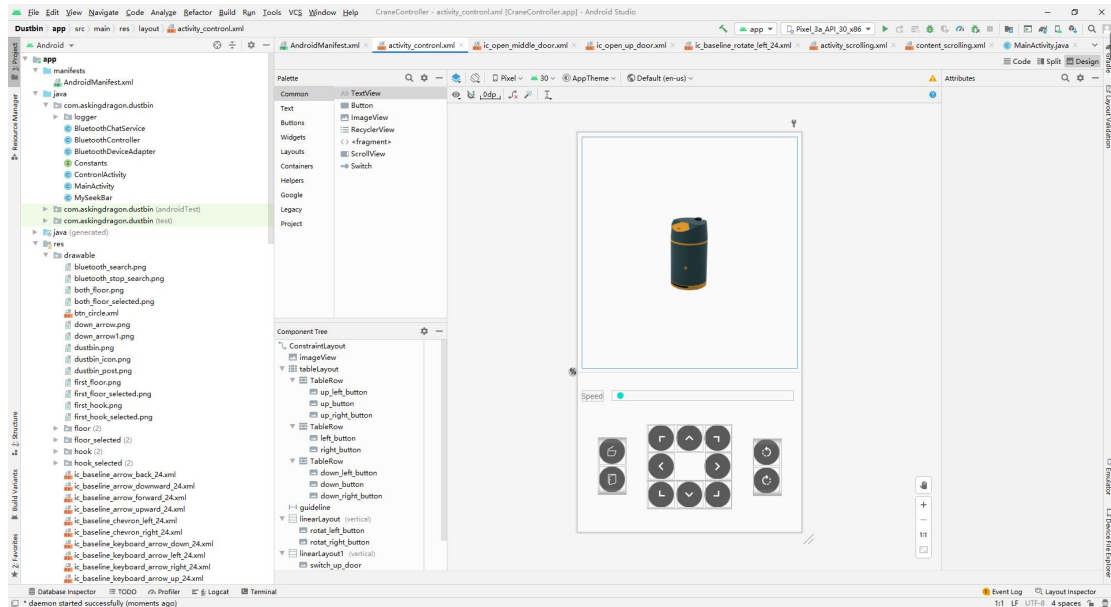 File Edit View Navigate Code Analyze Refactor Build Run Tools VCS Window Help CraneController - activity_contronl.xml [CraneController.app] - Android Studio
Dustbin app src main res layout activity_contronl.xml
app Pixel_3a_API_30_x86
1: Project
Resource Manager
Z: Structure
Build Variants
2: Favorites
Android
app
manifests
AndroidManifest.xml
java
com.askingdragon.dustbin
logger
BluetoothChatService
BluetoothController
BluetoothDeviceAdapter
Constants
ContronlActivity
MainActivity
MySeekBar
com.askingdragon.dustbin (androidTest)
com.askingdragon.dustbin (test)
java (generated)
res
drawable
bluetooth_search.png
bluetooth_stop_search.png
both_floor.png
both_floor_selected.png
btn_circle.xml
down_arrow.png
down_arrow1.png
dustbin.png
dustbin_icon.png
dustbin_post.png
first_floor.png
first_floor_selected.png
first_hook.png
first_hook_selected.png
floor (2)
floor_selected (2)
hook (2)
hook_selected (2)
ic_baseline_arrow_back_24.xml
ic_baseline_arrow_downward_24.xml
ic_baseline_arrow_forward_24.xml
ic_baseline_arrow_upward_24.xml
ic_baseline_chevron_left_24.xml
ic_baseline_chevron_right_24.xml
ic_baseline_keyboard_arrow_down_24.xml
ic_baseline_keyboard_arrow_left_24.xml
ic_baseline_keyboard_arrow_right_24.xml
ic_baseline_keyboard_arrow_up_24.xml
AndroidManifest.xml activity_contronl.xml ic_open_middle_door.xml ic_open_up_door.xml ic_baseline_rotate_left_24.xml activity_scrolling.xml content_scrolling.xml MainActivity.java
Code Split Design
Palette
Common
Text
Buttons
Widgets
Layouts
Containers
Helpers
Google
Legacy
Project
Ab TextView
Button
ImageView
RecyclerView
<> <fragment>
ScrollView
Switch
Pixel 30 AppTheme Default (en-us)
0dp
Component Tree
ConstraintLayout
imageView
tableLayout
TableRow
up_left_button
up_button
up_right_button
TableRow
left_button
right_button
TableRow
down_left_button
down_button
down_right_button
guideline
linearLayout (vertical)
rotat_left_button
rotat_right_button
linearLayout1 (vertical)
switch_up_door
Speed
1:1
Attributes
Gradle
Layout Validation
Emulator
Device File Explorer
Database Inspector TODO Profiler 6: Logcat Terminal
Event Log Layout Inspector
* daemon started successfully (moments ago)
1:1 LF UTF-8 4 spaces